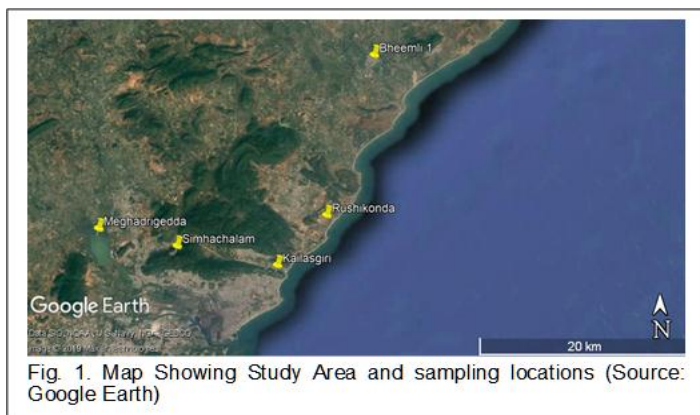 Bheemli 1
Rushikonda
Meghadrigedda
Simhachalam
Kailasgiri
Google Earth
N
20 km
Fig. 1. Map Showing Study Area and sampling locations (Source:
Google Earth)